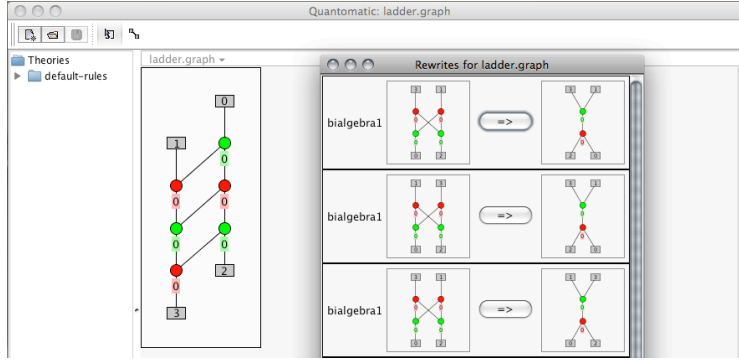 Quantomatic: ladder.graph
Theories
default-rules
ladder.graph
0
1
0
0
0
0
0
0
2
3
Rewrites for ladder.graph
bialgebra1
=>
bialgebra1
=>
bialgebra1
=>